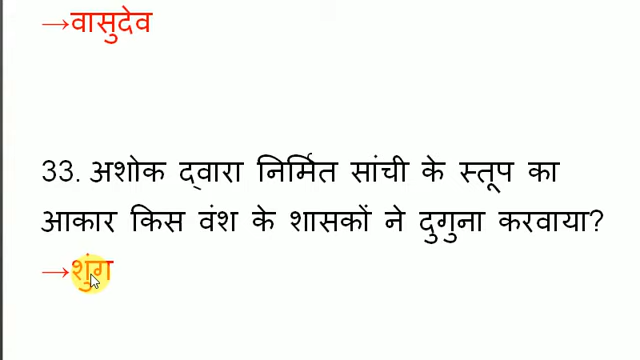 →वासुदेव
33. अशोक द्वारा निर्मित सांची के स्तूप का
आकार किस वंश के शासकों ने दुगुना करवाया?
→शुंग